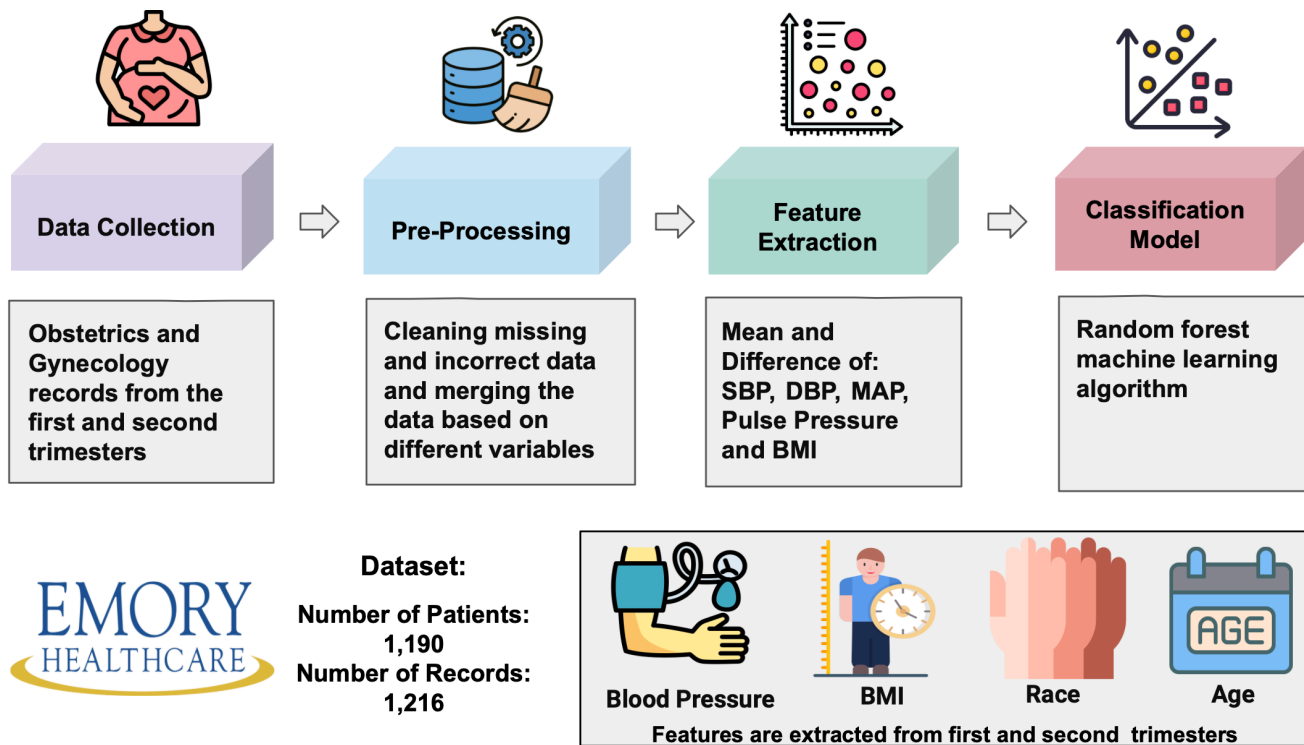 Data Collection
Pre-Processing
Feature
Extraction
Classification
Model
Obstetrics and
Gynecology
records from the
first and second
trimesters
Cleaning missing
and incorrect data
and merging the
data based on
different variables
Mean and
Difference of:
SBP, DBP, MAP,
Pulse Pressure
and BMI
Random forest
machine learning
algorithm
EMORY
HEALTHCARE
Dataset:
Number of Patients:
1,190
Number of Records:
1,216
AGE
Blood Pressure
BMI
Race
Age
Features are extracted from first and second trimesters